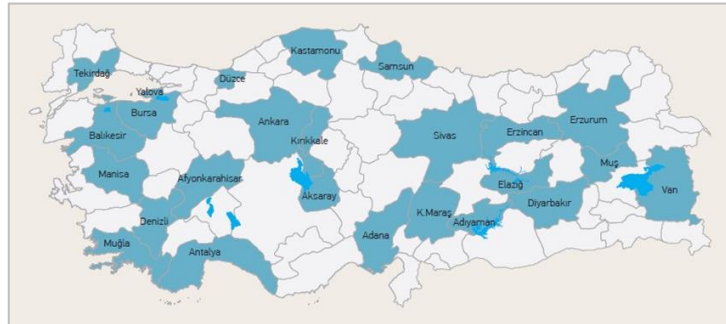 Kastamonu
Samsun
Tekirdağ
Düzce
Yalova
Bursa
Ankara
Erzurum
Balıkesir
Kırıkkale
Sivas
Erzincan
Manisa
Afyonkarahisar
Muş
Elazığ
Van
Aksaray
Diyarbakır
Denizli
K.Maraş
Adıyaman
Muğla
Antalya
Adana